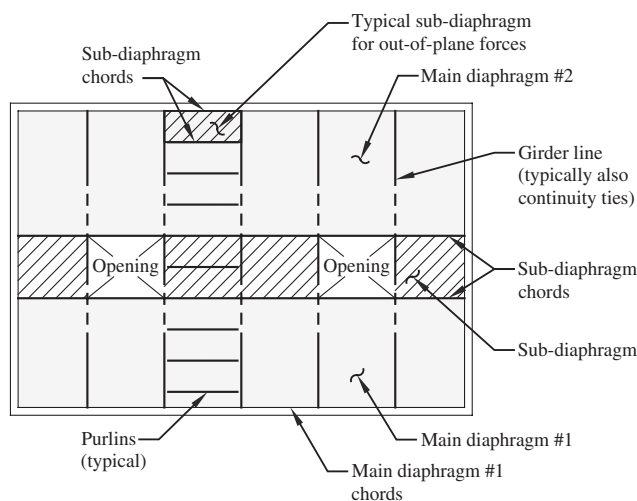 Typical sub-diaphragm
for out-of-plane forces
Sub-diaphragm
chords
Main diaphragm #2
Girder line
(typically also
continuity ties)
Opening
Opening
Sub-diaphragm
chords
Sub-diaphragm
Purlins
(typical)
Main diaphragm #1
Main diaphragm #1
chords